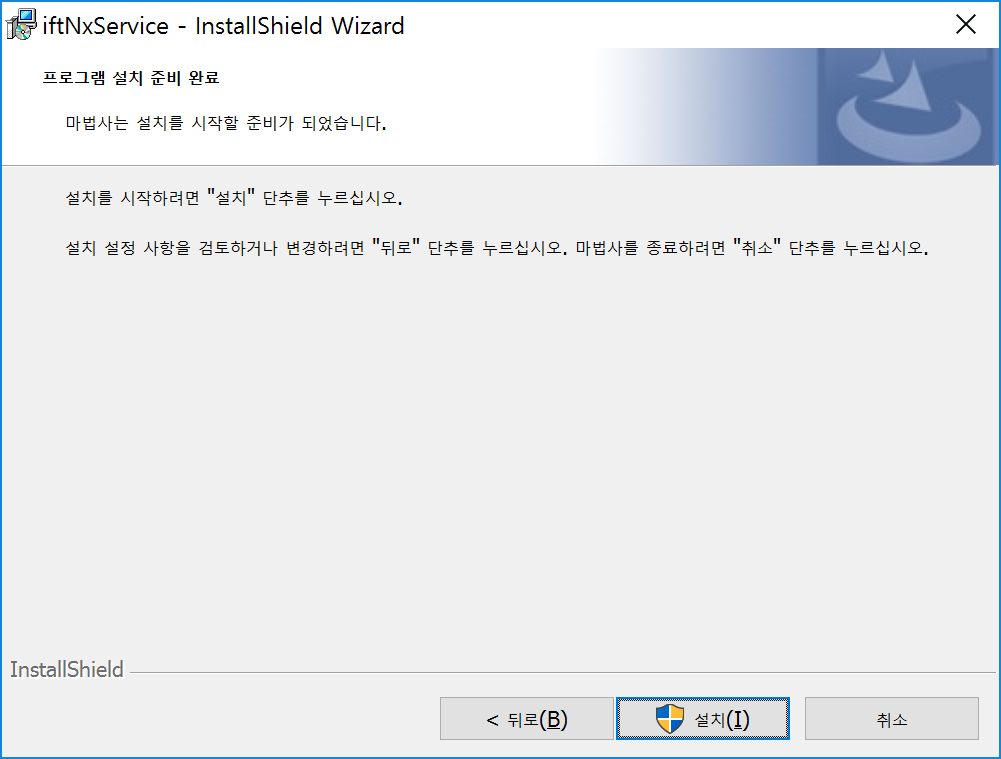 iftNxService - InstallShield Wizard
프로그램 설치 준비 완료
마법사는 설치를 시작할 준비가 되었습니다.
설치를 시작하려면 "설치" 단추를 누르십시오.
설치 설정 사항을 검토하거나 변경하려면 "뒤로" 단추를 누르십시오. 마법사를 종료하려면 "취소" 단추를 누르십시오.
InstallShield
< 뒤로(B) 설치(I) 취소